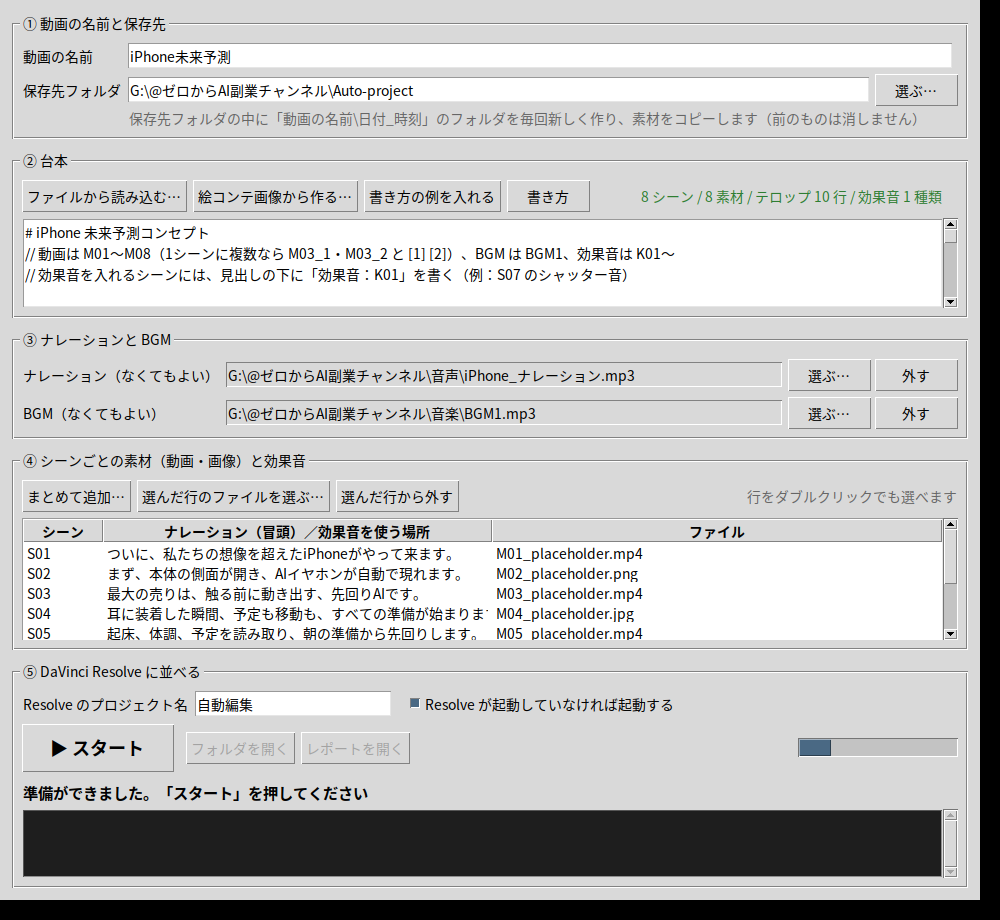 ① 動画の名前と保存先
動画の名前 iPhone未来予測
保存先フォルダ G:\@ゼロからAI副業チャンネル\Auto-project 選ぶ…
保存先フォルダの中に「動画の名前\日付_時刻」のフォルダを毎回新しく作り、素材をコピーします（前のものは消しません）
② 台本
ファイルから読み込む… 絵コンテ画像から作る… 書き方の例を入れる 書き方 8 シーン / 8 素材 / テロップ 10 行 / 効果音 1 種類
# iPhone 未来予測コンセプト
// 動画は M01〜M08（1シーンに複数なら M03_1・M03_2 と [1] [2]）、BGM は BGM1、効果音は K01〜
// 効果音を入れるシーンには、見出しの下に「効果音：K01」を書く（例：S07 のシャッター音）
③ ナレーションと BGM
ナレーション（なくてもよい） G:\@ゼロからAI副業チャンネル\音声\iPhone_ナレーション.mp3 選ぶ… 外す
BGM（なくてもよい） G:\@ゼロからAI副業チャンネル\音楽\BGM1.mp3 選ぶ… 外す
④ シーンごとの素材（動画・画像）と効果音
まとめて追加… 選んだ行のファイルを選ぶ… 選んだ行から外す 行をダブルクリックでも選べます
シーン ナレーション（冒頭）／効果音を使う場所 ファイル
S01 ついに、私たちの想像を超えたiPhoneがやって来ます。 M01_placeholder.mp4
S02 まず、本体の側面が開き、AIイヤホンが自動で現れます。 M02_placeholder.png
S03 最大の売りは、触る前に動き出す、先回りAIです。 M03_placeholder.mp4
S04 耳に装着した瞬間、予定も移動も、すべての準備が始まりま M04_placeholder.jpg
S05 起床、体調、予定を読み取り、朝の準備から先回りします。 M05_placeholder.mp4
⑤ DaVinci Resolve に並べる
Resolve のプロジェクト名 自動編集 Resolve が起動していなければ起動する
▶ スタート フォルダを開く レポートを開く
準備ができました。「スタート」を押してください